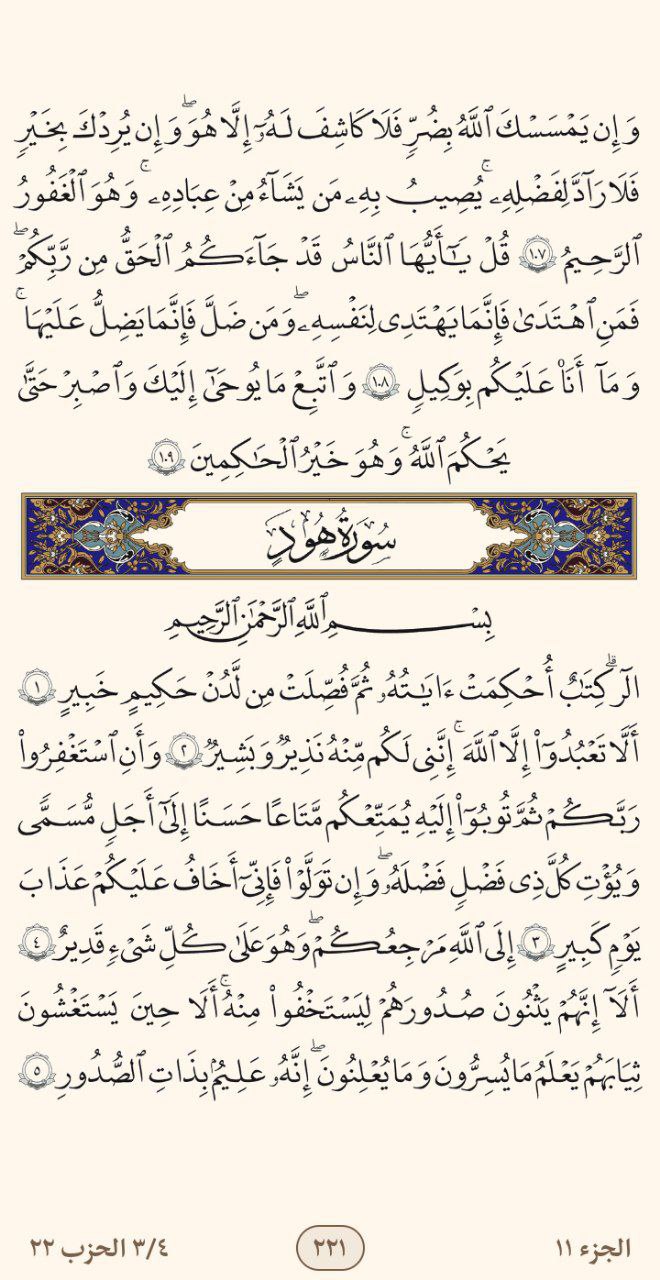 وَإِن يَمْسَسْكَ ٱللَّهُ بِضُرٍّۢ فَلَا كَاشِفَ لَهُۥٓ إِلَّا هُوَ ۖ وَإِن يُرِدْكَ بِخَيْرٍۢ
فَلَا رَآدَّ لِفَضْلِهِۦ ۚ يُصِيبُ بِهِۦ مَن يَشَآءُ مِنْ عِبَادِهِۦ ۚ وَهُوَ ٱلْغَفُورُ
ٱلرَّحِيمُ ١٠٧ قُلْ يَـٰٓأَيُّهَا ٱلنَّاسُ قَدْ جَآءَكُمُ ٱلْحَقُّ مِن رَّبِّكُمْ ۖ
فَمَنِ ٱهْتَدَىٰ فَإِنَّمَا يَهْتَدِى لِنَفْسِهِۦ ۖ وَمَن ضَلَّ فَإِنَّمَا يَضِلُّ عَلَيْهَا ۚ
وَمَآ أَنَا۠ عَلَيْكُم بِوَكِيلٍۢ ١٠٨ وَٱتَّبِعْ مَا يُوحَىٰٓ إِلَيْكَ وَٱصْبِرْ حَتَّىٰ
يَحْكُمَ ٱللَّهُ ۚ وَهُوَ خَيْرُ ٱلْحَـٰكِمِينَ ١٠٩
سُورَةُ هُودٍ
بِسْمِ ٱللَّهِ ٱلرَّحْمَـٰنِ ٱلرَّحِيمِ
الٓر ۚ كِتَـٰبٌ أُحْكِمَتْ ءَايَـٰتُهُۥ ثُمَّ فُصِّلَتْ مِن لَّدُنْ حَكِيمٍ خَبِيرٍ ١
أَلَّا تَعْبُدُوٓا۟ إِلَّا ٱللَّهَ ۚ إِنَّنِى لَكُم مِّنْهُ نَذِيرٌۭ وَبَشِيرٌۭ ٢ وَأَنِ ٱسْتَغْفِرُوا۟
رَبَّكُمْ ثُمَّ تُوبُوٓا۟ إِلَيْهِ يُمَتِّعْكُم مَّتَـٰعًا حَسَنًا إِلَىٰٓ أَجَلٍۢ مُّسَمًّۭى
وَيُؤْتِ كُلَّ ذِى فَضْلٍۢ فَضْلَهُۥ ۖ وَإِن تَوَلَّوْا۟ فَإِنِّىٓ أَخَافُ عَلَيْكُمْ عَذَابَ
يَوْمٍۢ كَبِيرٍ ٣ إِلَى ٱللَّهِ مَرْجِعُكُمْ ۖ وَهُوَ عَلَىٰ كُلِّ شَىْءٍۢ قَدِيرٌ ٤
أَلَآ إِنَّهُمْ يَثْنُونَ صُدُورَهُمْ لِيَسْتَخْفُوا۟ مِنْهُ ۚ أَلَا حِينَ يَسْتَغْشُونَ
ثِيَابَهُمْ يَعْلَمُ مَا يُسِرُّونَ وَمَا يُعْلِنُونَ ۖ إِنَّهُۥ عَلِيمٌۢ بِذَاتِ ٱلصُّدُورِ ٥
الجزء ١١
٢٢١
٣/٤ الحزب ٢٢